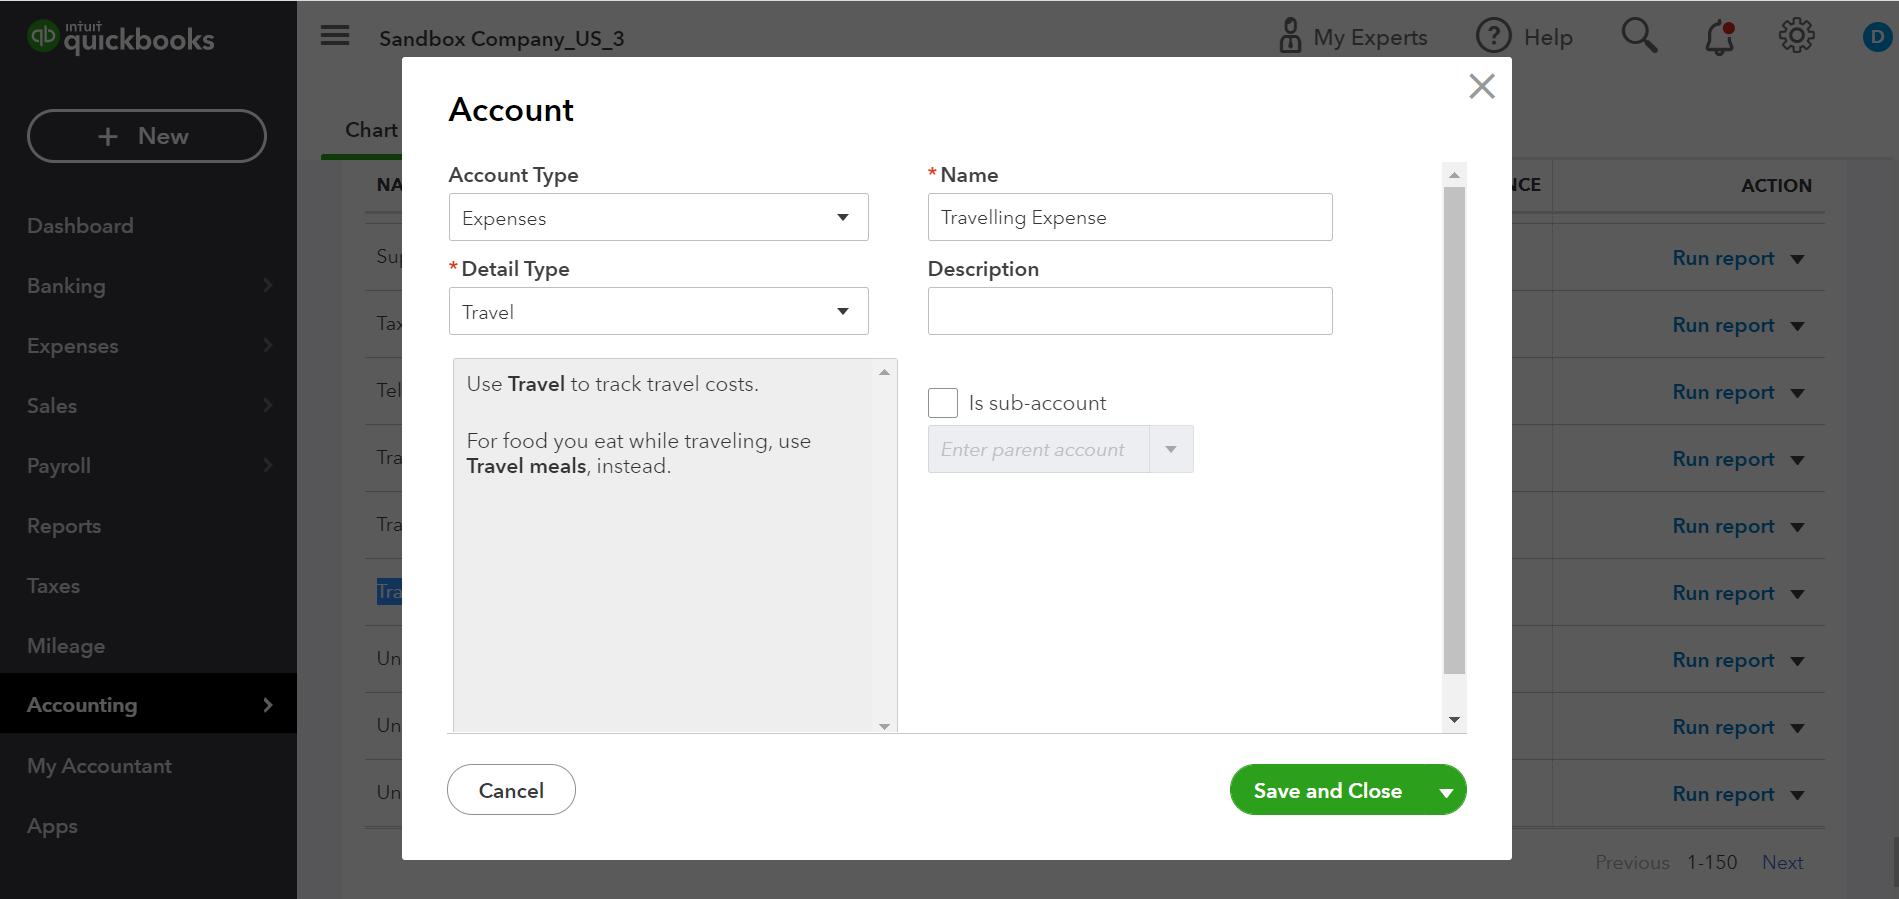 ıntuıt
quickbooks
Sandbox Company_US_3
My Experts
? Help
D
+ New
Dashboard
Banking
Expenses
Sales
Payroll
Reports
Taxes
Mileage
Accounting
My Accountant
Apps
Chart
NA
NCE
ACTION
Sup
Run report
Tax
Run report
Tel
Run report
Tra
Run report
Tra
Run report
Tra
Run report
Un
Run report
Un
Run report
Un
Run report
Previous 1-150 Next
Account
Account Type
Expenses
*Name
Travelling Expense
*Detail Type
Travel
Description
Use Travel to track travel costs.
For food you eat while traveling, use
Travel meals, instead.
Is sub-account
Enter parent account
Cancel
Save and Close